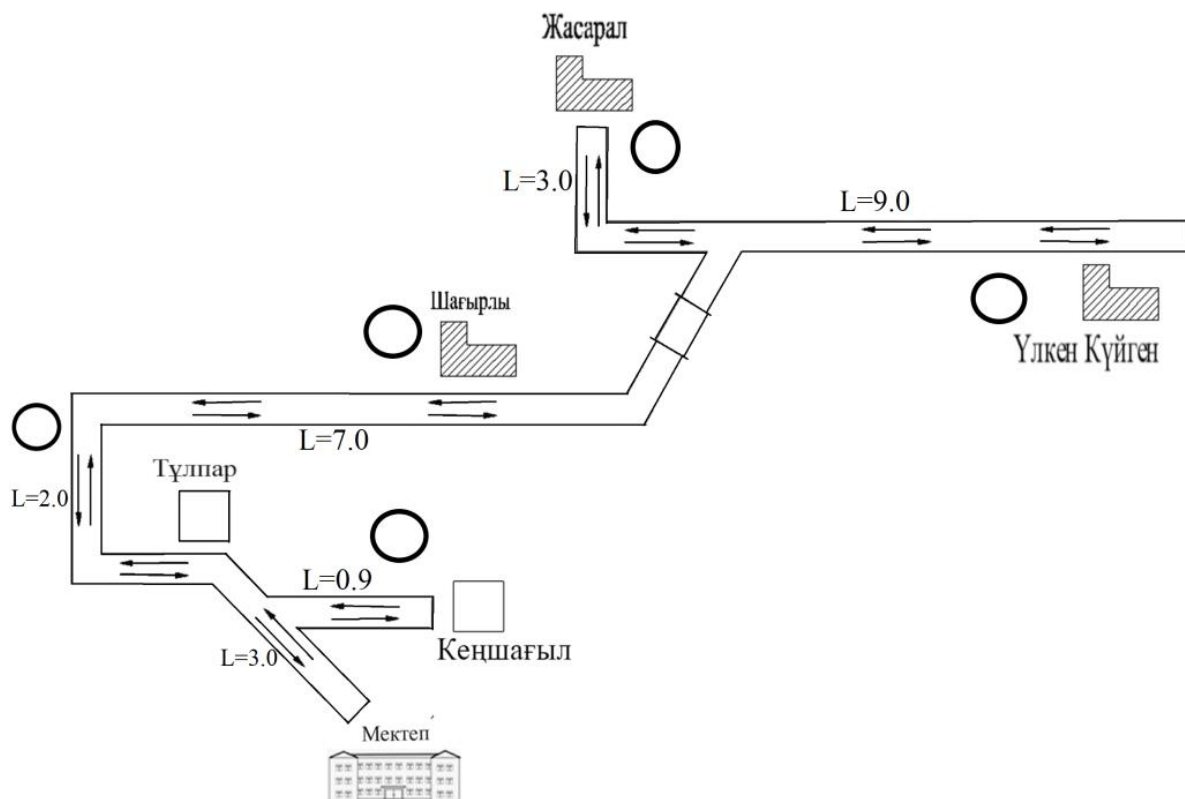 Жасарал
L=3.0
L=9.0
Шағырлы
Үлкен Күйген
L=7.0
Тұлпар
L=2.0
L=0.9
Кеңшағыл
L=3.0
Мектеп